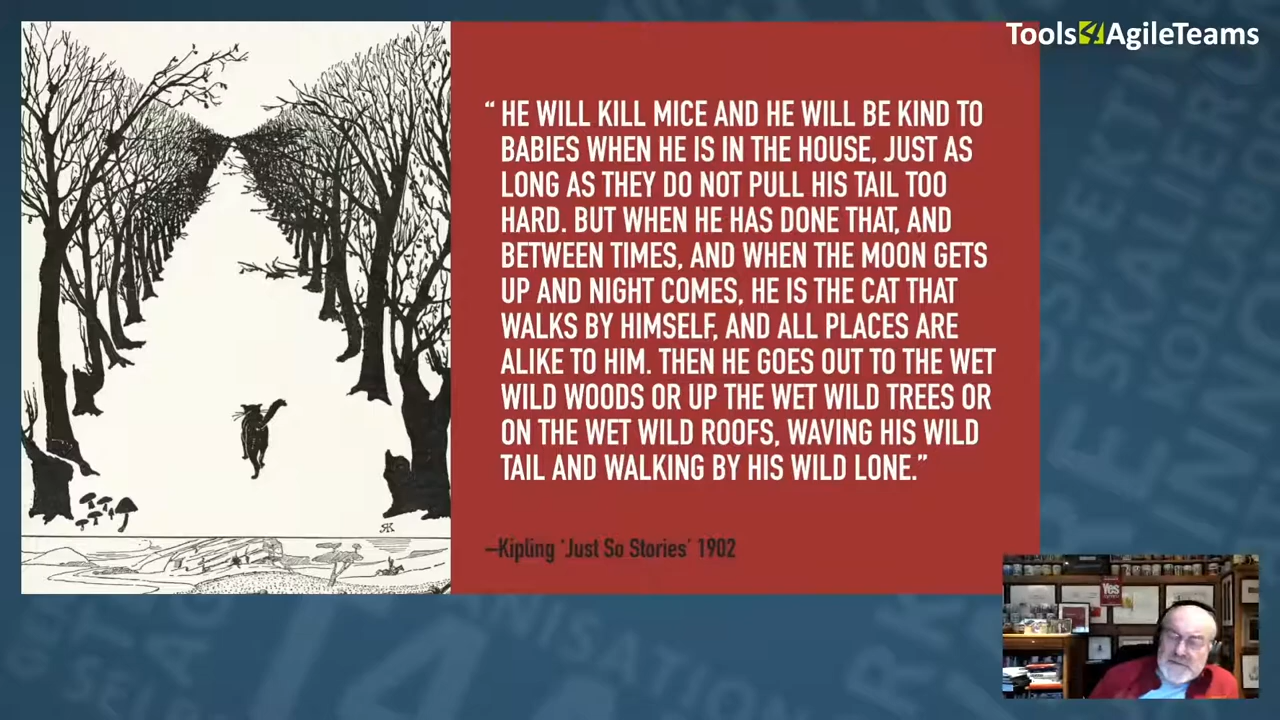 Tools4AgileTeams
“ HE WILL KILL MICE AND HE WILL BE KIND TO
BABIES WHEN HE IS IN THE HOUSE, JUST AS
LONG AS THEY DO NOT PULL HIS TAIL TOO
HARD. BUT WHEN HE HAS DONE THAT, AND
BETWEEN TIMES, AND WHEN THE MOON GETS
UP AND NIGHT COMES, HE IS THE CAT THAT
WALKS BY HIMSELF, AND ALL PLACES ARE
ALIKE TO HIM. THEN HE GOES OUT TO THE WET
WILD WOODS OR UP THE WET WILD TREES OR
ON THE WET WILD ROOFS, WAVING HIS WILD
TAIL AND WALKING BY HIS WILD LONE.”
–Kipling ‘Just So Stories’ 1902
RK
Yes